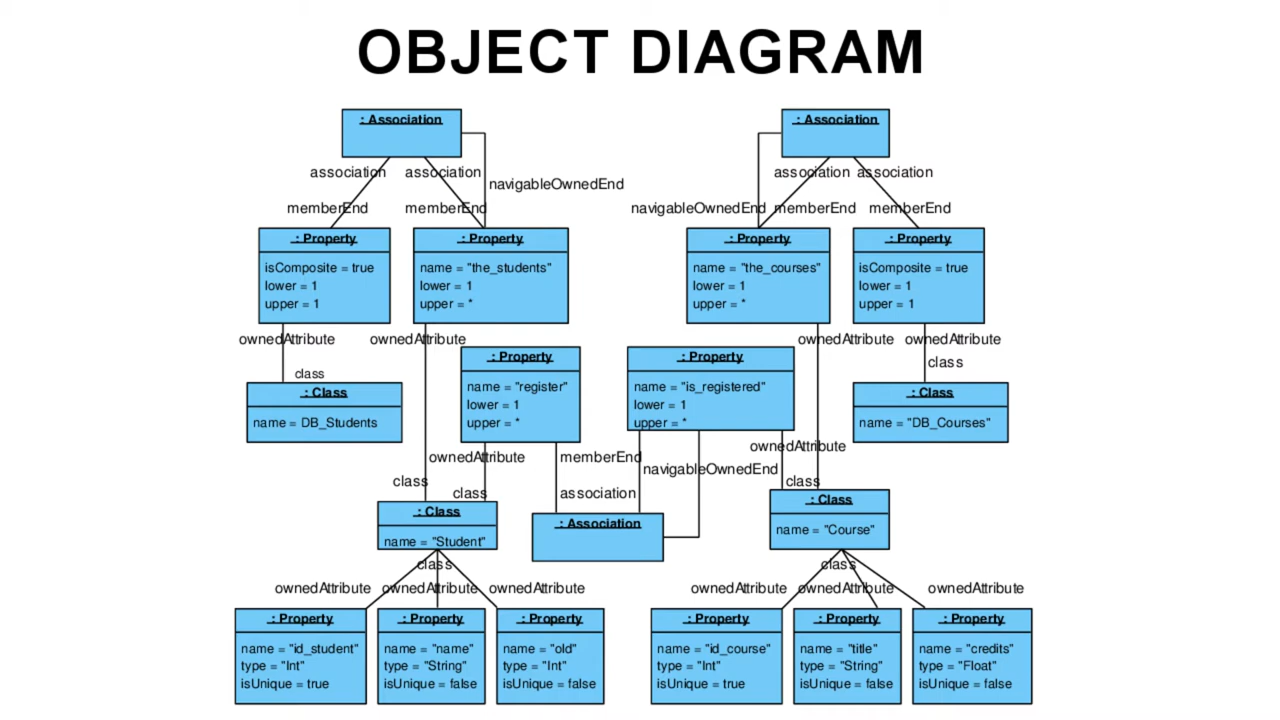 OBJECT DIAGRAM
: Association
: Association
association
association
association
association
navigableOwnedEnd
memberEnd
memberEnd
navigableOwnedEnd
memberEnd
memberEnd
: Property
isComposite = true
lower = 1
upper = 1
: Property
name = "the_students"
lower = 1
upper = *
: Property
name = "the_courses"
lower = 1
upper = *
: Property
isComposite = true
lower = 1
upper = 1
ownedAttribute
ownedAttribute
ownedAttribute
ownedAttribute
class
class
: Property
name = "register"
lower = 1
upper = *
: Property
name = "is_registered"
lower = 1
upper = *
: Class
name = DB_Students
: Class
name = "DB_Courses"
ownedAttribute
memberEnd
navigableOwnedEnd
ownedAttribute
class
class
association
class
: Class
name = "Student"
: Association
: Class
name = "Course"
class
class
ownedAttribute
ownedAttribute
ownedAttribute
ownedAttribute
ownedAttribute
ownedAttribute
: Property
name = "id_student"
type = "Int"
isUnique = true
: Property
name = "name"
type = "String"
isUnique = false
: Property
name = "old"
type = "Int"
isUnique = false
: Property
name = "id_course"
type = "Int"
isUnique = true
: Property
name = "title"
type = "String"
isUnique = false
: Property
name = "credits"
type = "Float"
isUnique = false